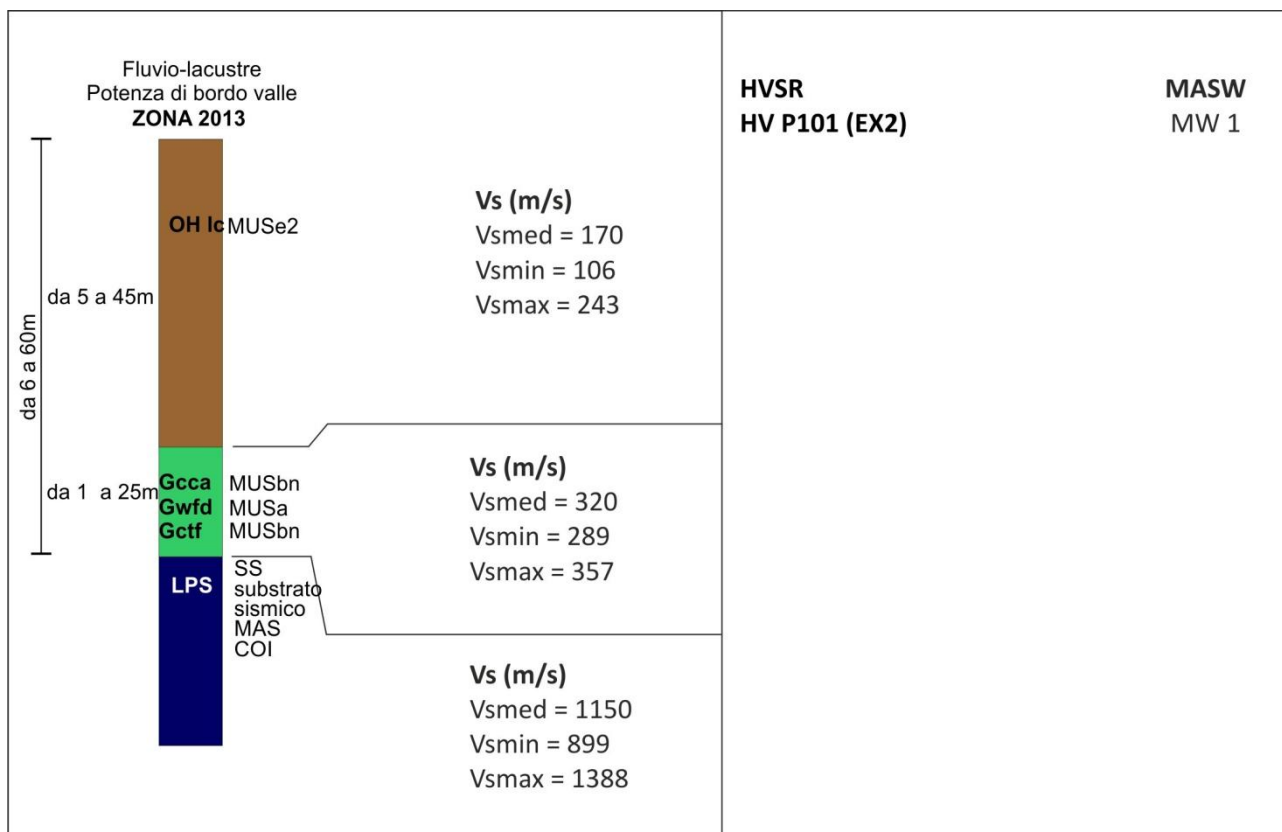 Fluvio-lacustre
Potenza di bordo valle
ZONA 2013
da 6 a 60m
da 5 a 45m
OH lc MUSe2
da 1 a 25m
Gcca MUSbn
Gwfd MUSa
Gctf MUSbn
LPS
SS
substrato
sismico
MAS
COI
Vs (m/s)
Vsmed = 170
Vsmin = 106
Vsmax = 243
Vs (m/s)
Vsmed = 320
Vsmin = 289
Vsmax = 357
Vs (m/s)
Vsmed = 1150
Vsmin = 899
Vsmax = 1388
HVSR MASW
HV P101 (EX2) MW 1